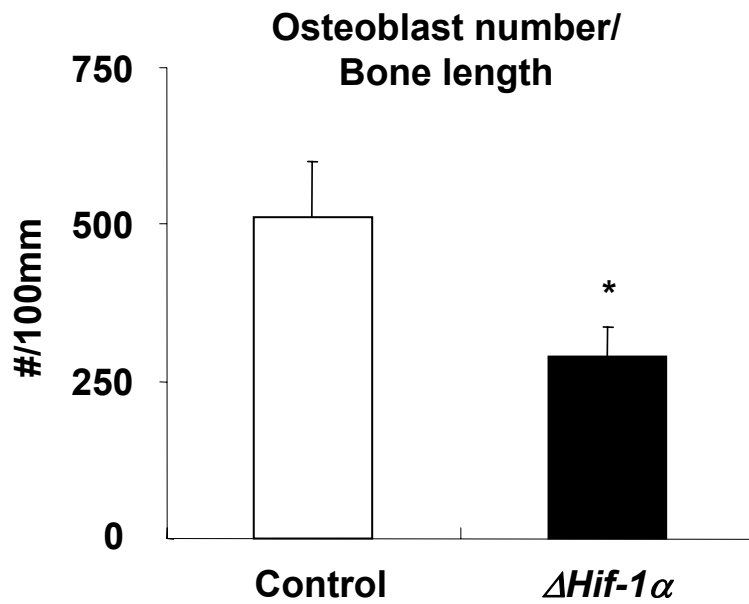 Osteoblast number/
Bone length
750
500
250
0
#/100mm
*
Control
ΔHif-1α